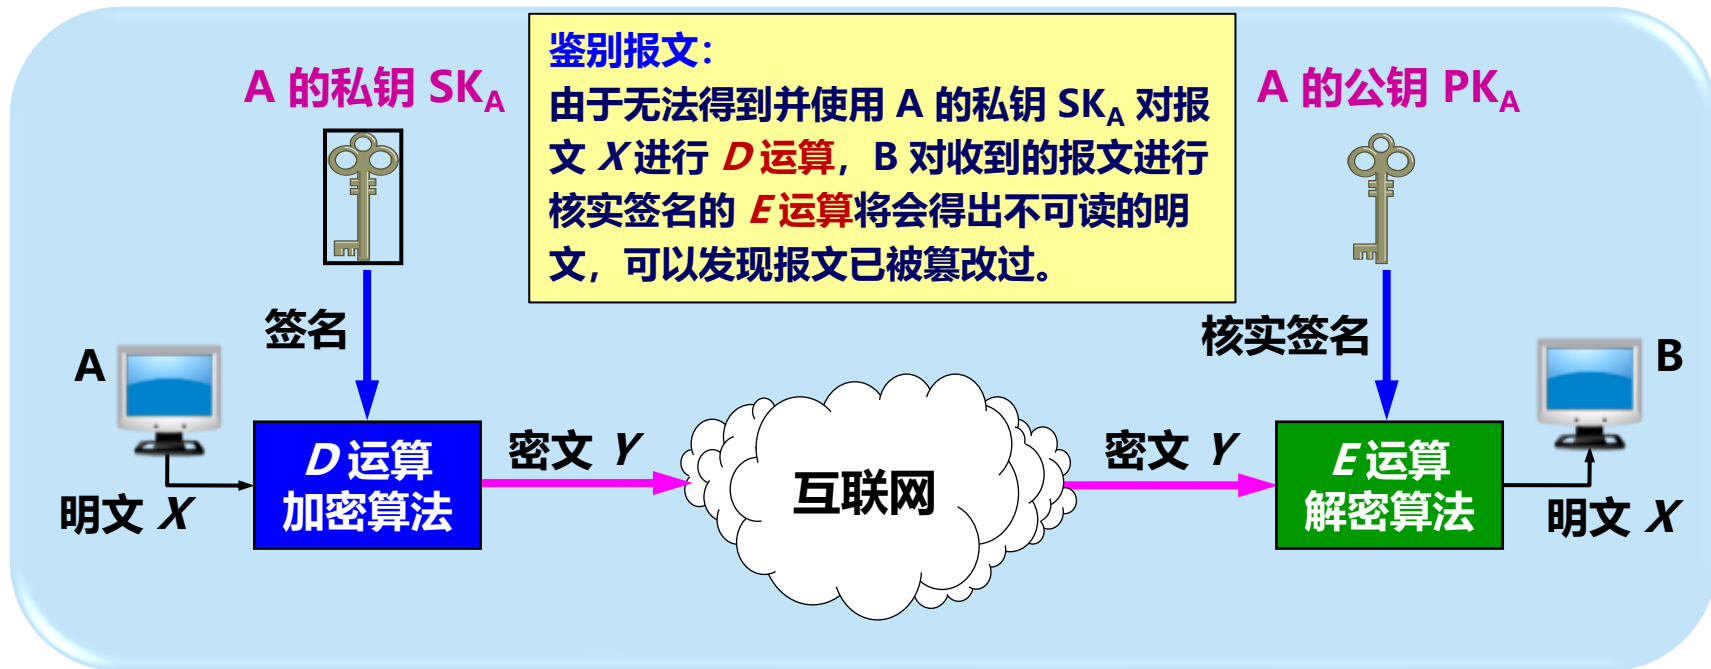 鉴别报文：
由于无法得到并使用 A 的私钥 SKA 对报
文 X 进行 D 运算，B 对收到的报文进行
核实签名的 E 运算将会得出不可读的明
文，可以发现报文已被篡改过。
A 的私钥 SKA
A 的公钥 PKA
签名
核实签名
A
B
D 运算
加密算法
密文 Y
互联网
密文 Y
E 运算
解密算法
明文 X
明文 X